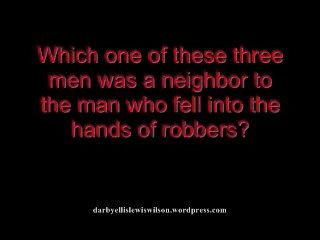 Which one of these three
men was a neighbor to
the man who fell into the
hands of robbers?
darbyellislewiswilson.wordpress.com